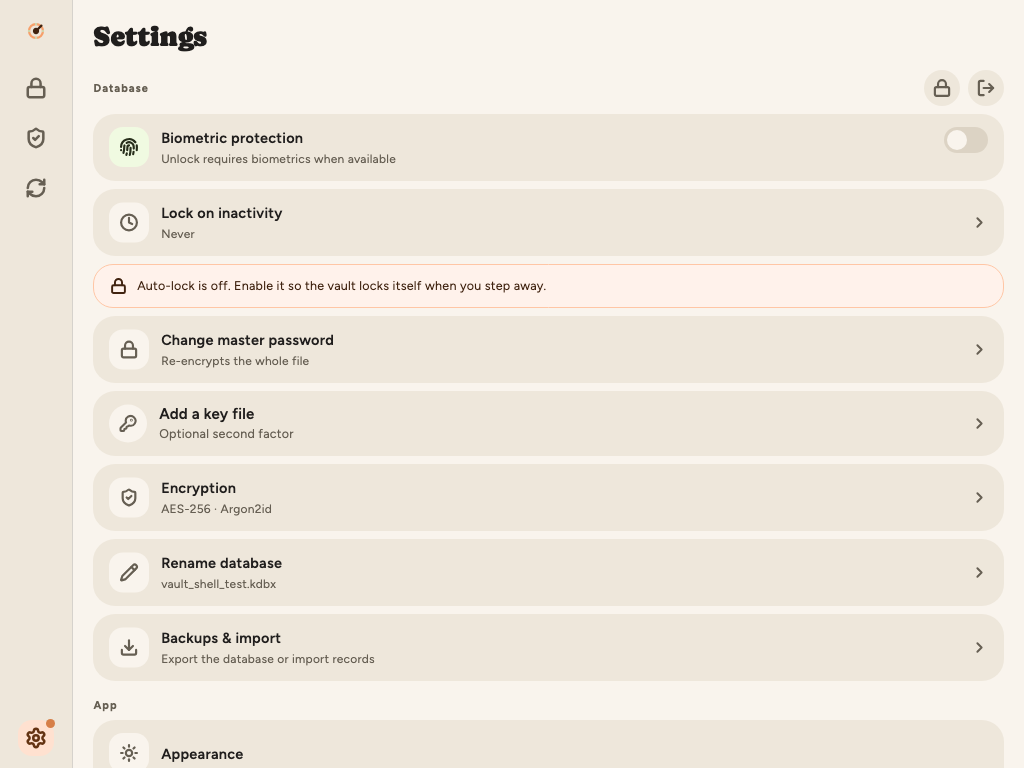 Settings
Database
Biometric protection
Unlock requires biometrics when available
Lock on inactivity
Never
Auto-lock is off. Enable it so the vault locks itself when you step away.
Change master password
Re-encrypts the whole file
Add a key file
Optional second factor
Encryption
AES-256 · Argon2id
Rename database
vault_shell_test.kdbx
Backups & import
Export the database or import records
App
Appearance